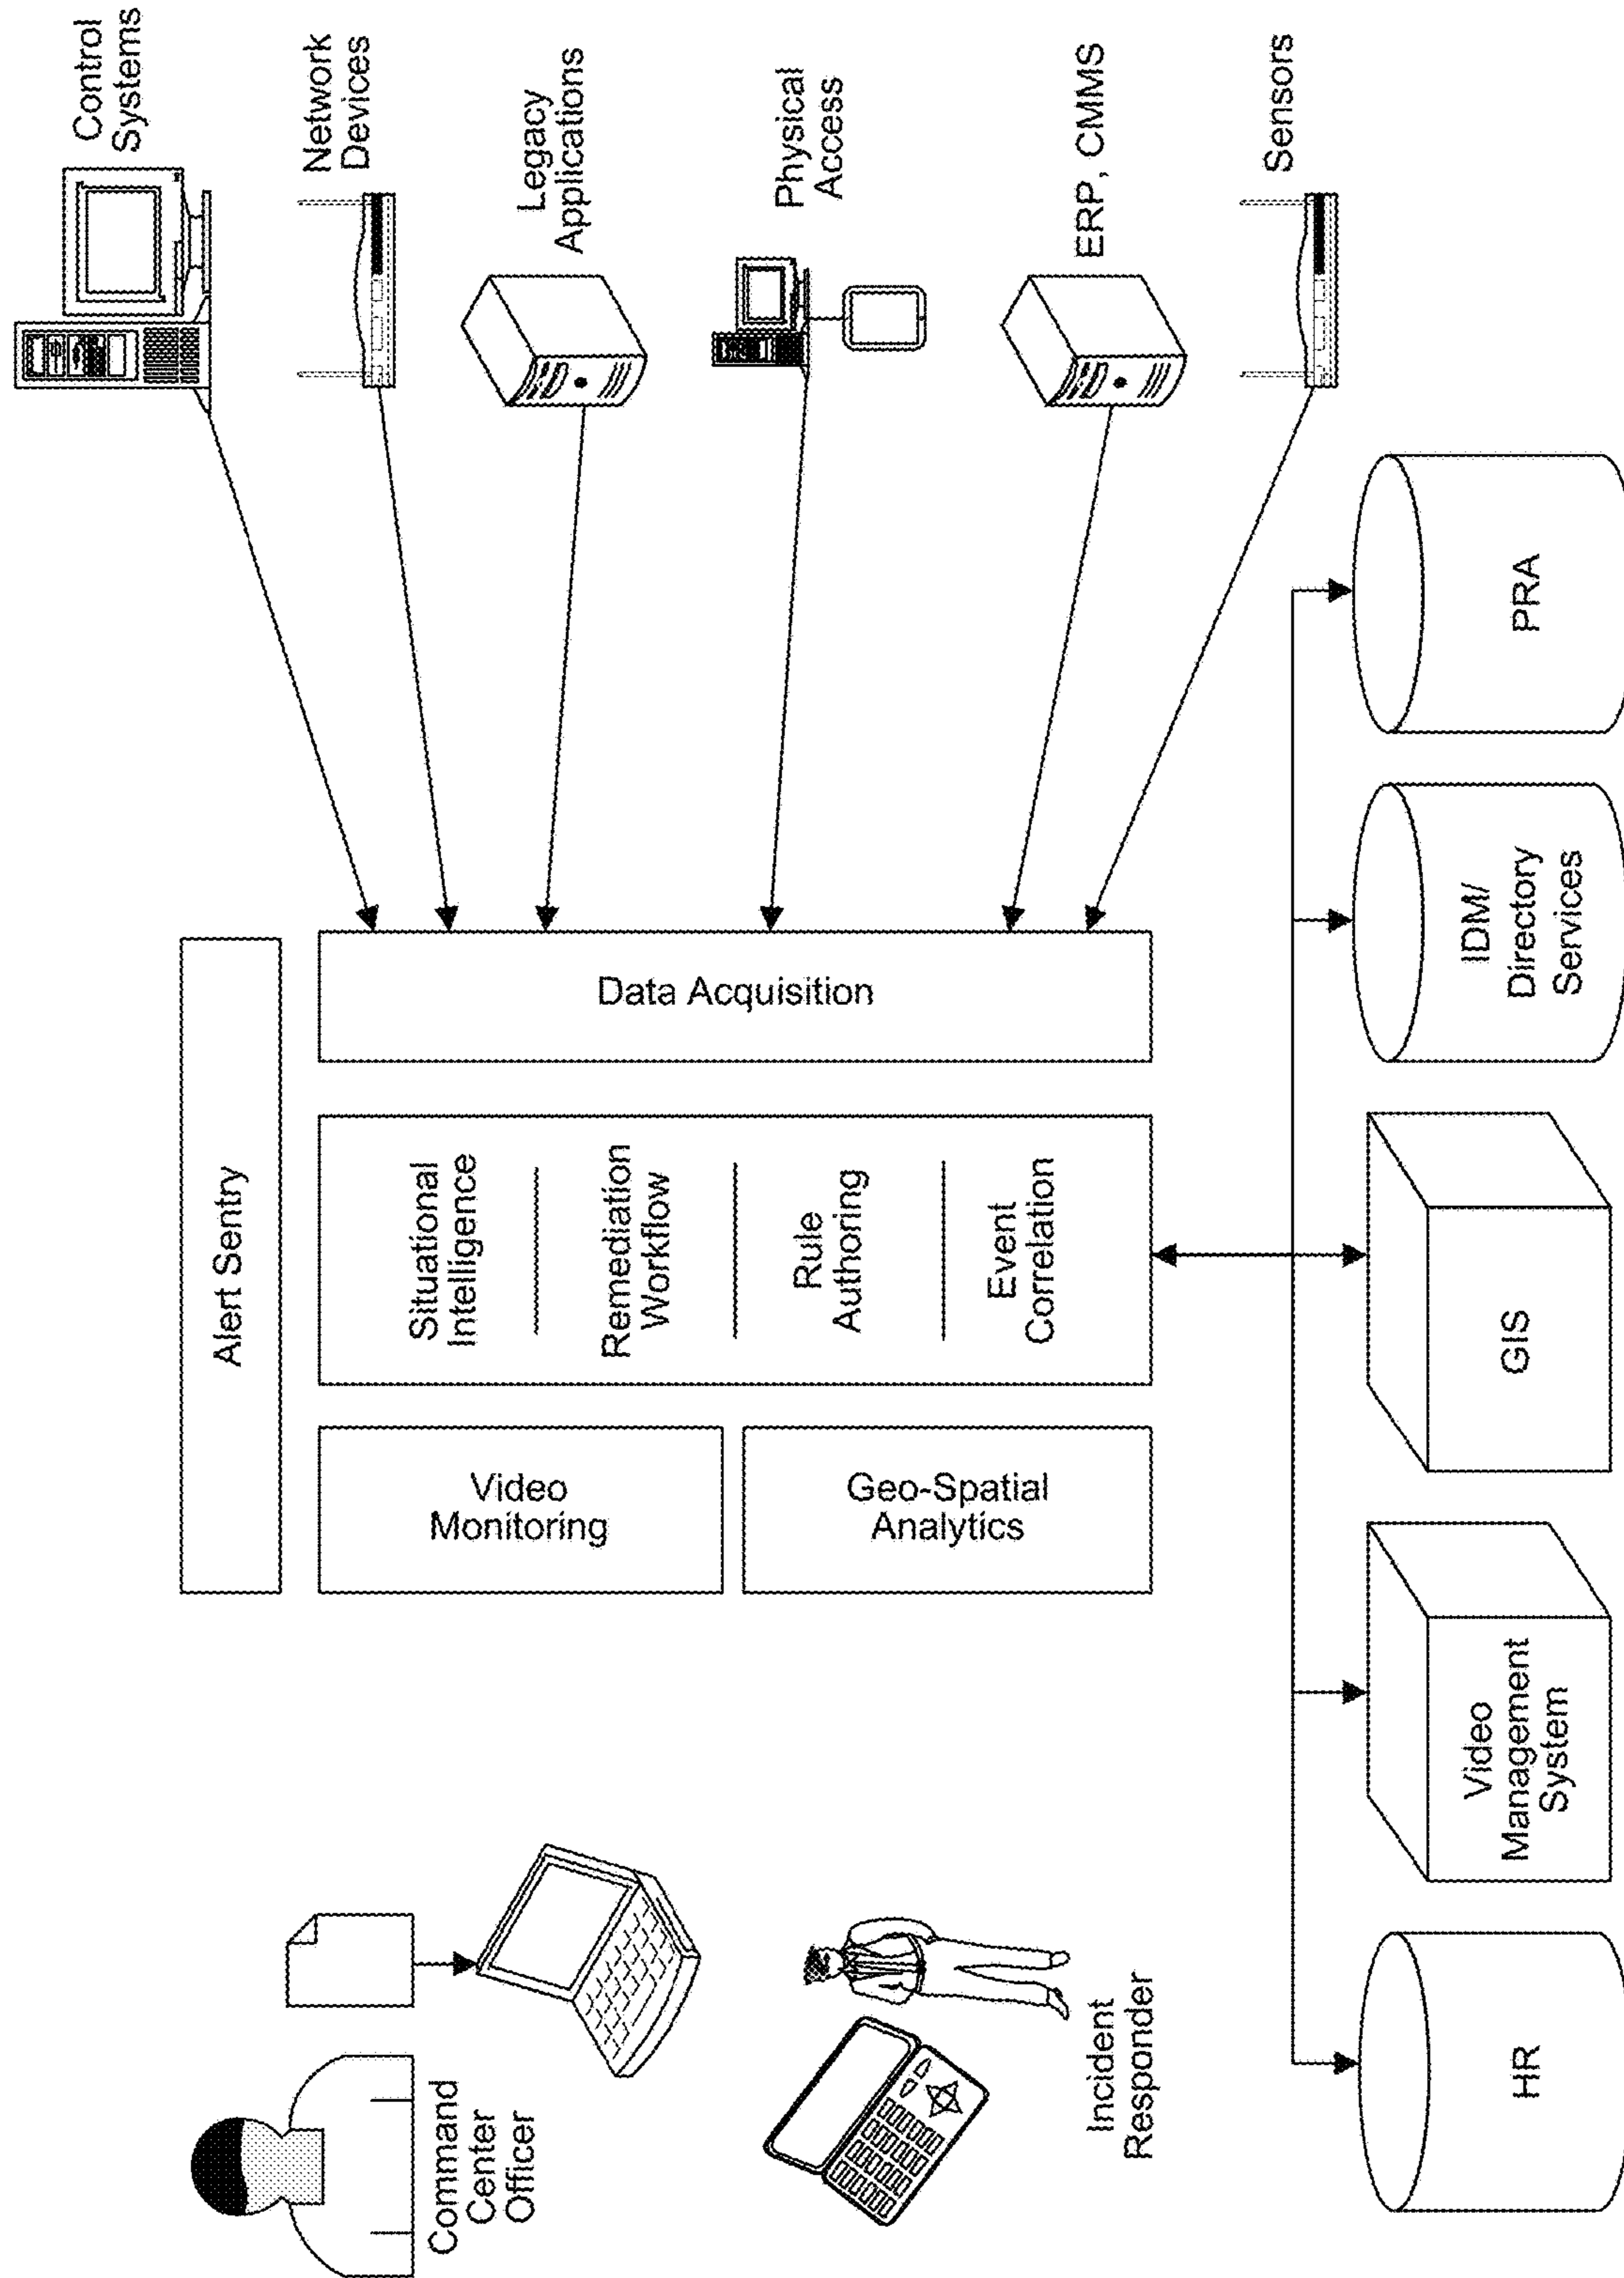 Alert Sentry
Command
Center
Officer
Incident
Responder
Video
Monitoring
Geo-Spatial
Analytics
Situational
Intelligence
Remediation
Workflow
Rule
Authoring
Event
Correlation
Data Acquisition
Control
Systems
Network
Devices
Legacy
Applications
Physical
Access
ERP, CMMS
Sensors
HR
Video
Management
System
GIS
IDM/
Directory
Services
PRA